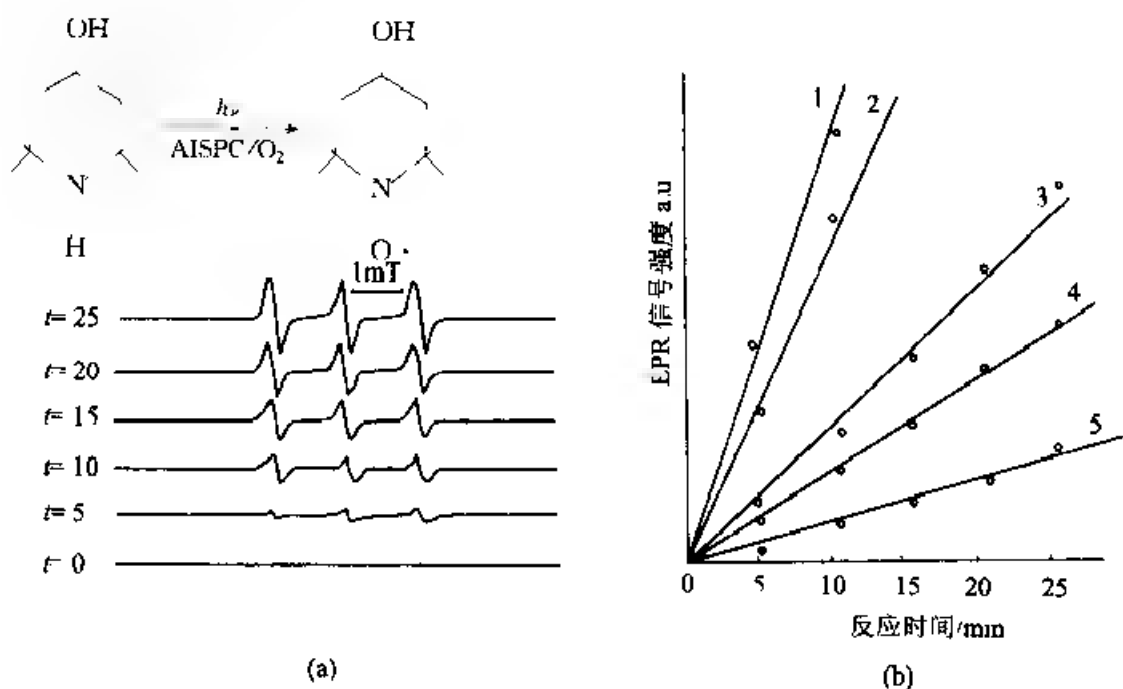 OH
OH
hν
AlSPC/O₂
N
N
H
O·
1mT
t= 25
t= 20
t= 15
t= 10
t= 5
t= 0
(a)
EPR 信号强度 a.u
1
2
3
4
5
0
5
10
15
20
25
反应时间/min
(b)